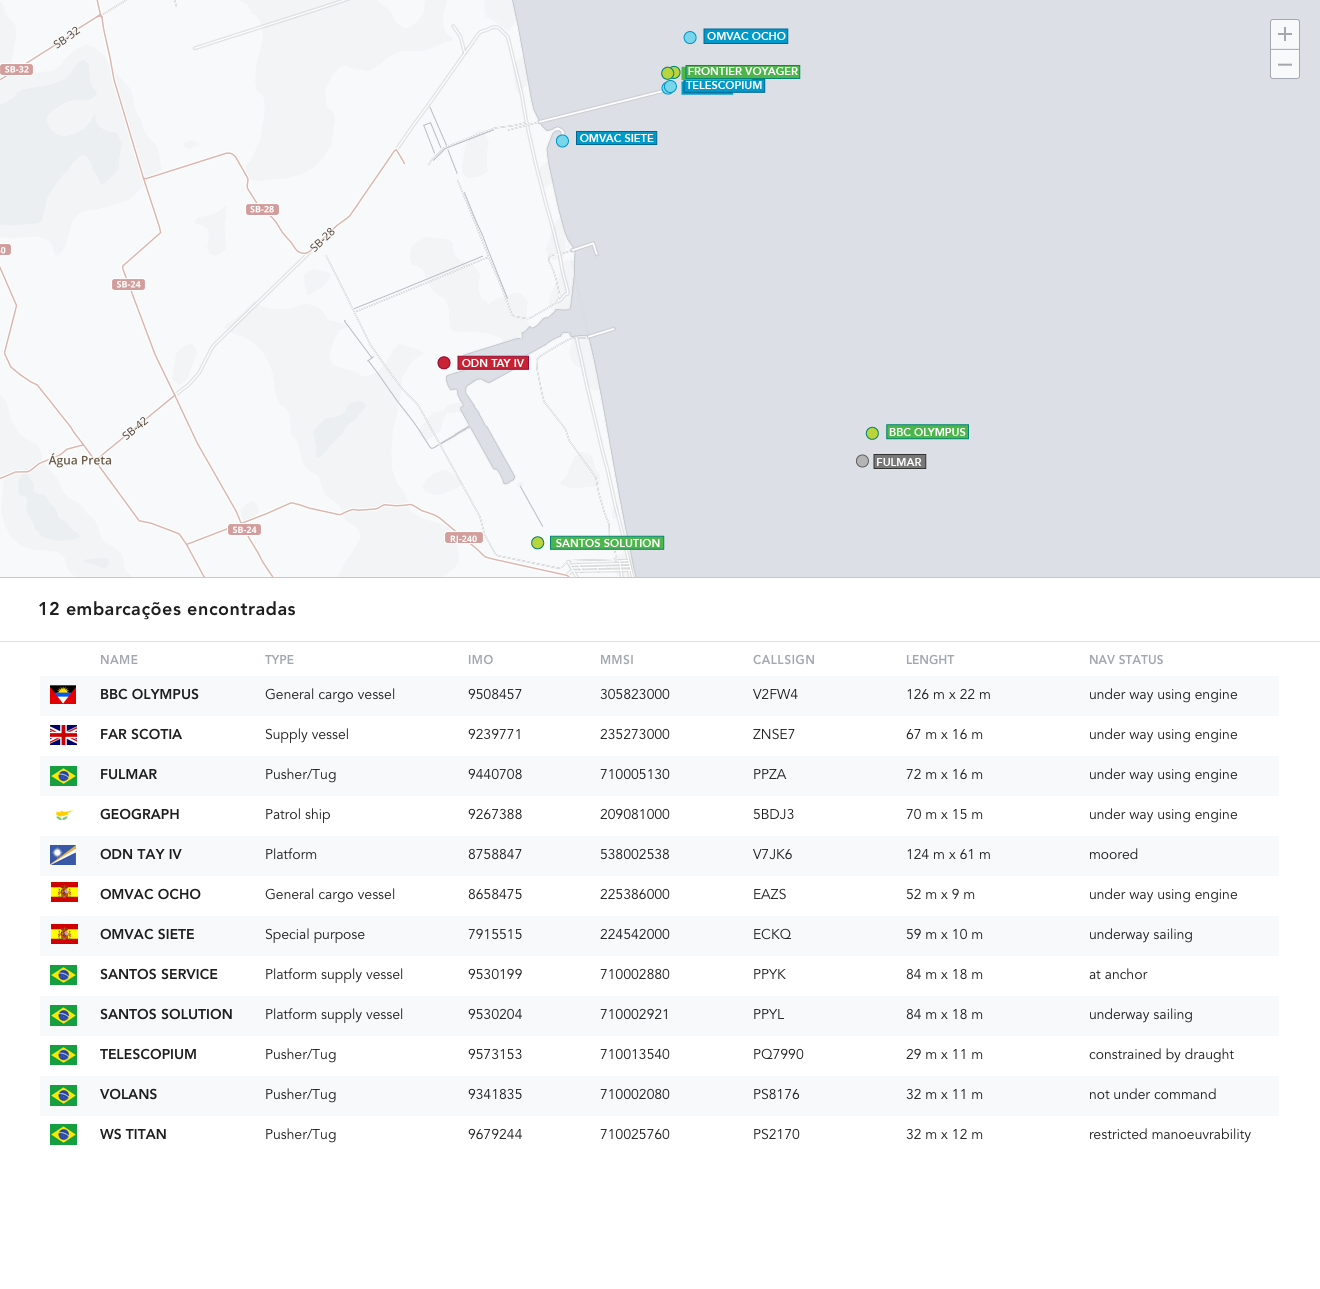 SB-32
OMVAC OCHO
SB-32
FRONTIER VOYAGER
TELESCOPIUM
OMVAC SIETE
SB-28
SB-28
0
SB-24
ODN TAY IV
SB-42
BBC OLYMPUS
Água Preta
FULMAR
SB-24
RJ-240
SANTOS SOLUTION
12 embarcações encontradas
NAME TYPE IMO MMSI CALLSIGN LENGHT NAV STATUS
BBC OLYMPUS General cargo vessel 9508457 305823000 V2FW4 126 m x 22 m under way using engine
FAR SCOTIA Supply vessel 9239771 235273000 ZNSE7 67 m x 16 m under way using engine
FULMAR Pusher/Tug 9440708 710005130 PPZA 72 m x 16 m under way using engine
GEOGRAPH Patrol ship 9267388 209081000 5BDJ3 70 m x 15 m under way using engine
ODN TAY IV Platform 8758847 538002538 V7JK6 124 m x 61 m moored
OMVAC OCHO General cargo vessel 8658475 225386000 EAZS 52 m x 9 m under way using engine
OMVAC SIETE Special purpose 7915515 224542000 ECKQ 59 m x 10 m underway sailing
SANTOS SERVICE Platform supply vessel 9530199 710002880 PPYK 84 m x 18 m at anchor
SANTOS SOLUTION Platform supply vessel 9530204 710002921 PPYL 84 m x 18 m underway sailing
TELESCOPIUM Pusher/Tug 9573153 710013540 PQ7990 29 m x 11 m constrained by draught
VOLANS Pusher/Tug 9341835 710002080 PS8176 32 m x 11 m not under command
WS TITAN Pusher/Tug 9679244 710025760 PS2170 32 m x 12 m restricted manoeuvrability